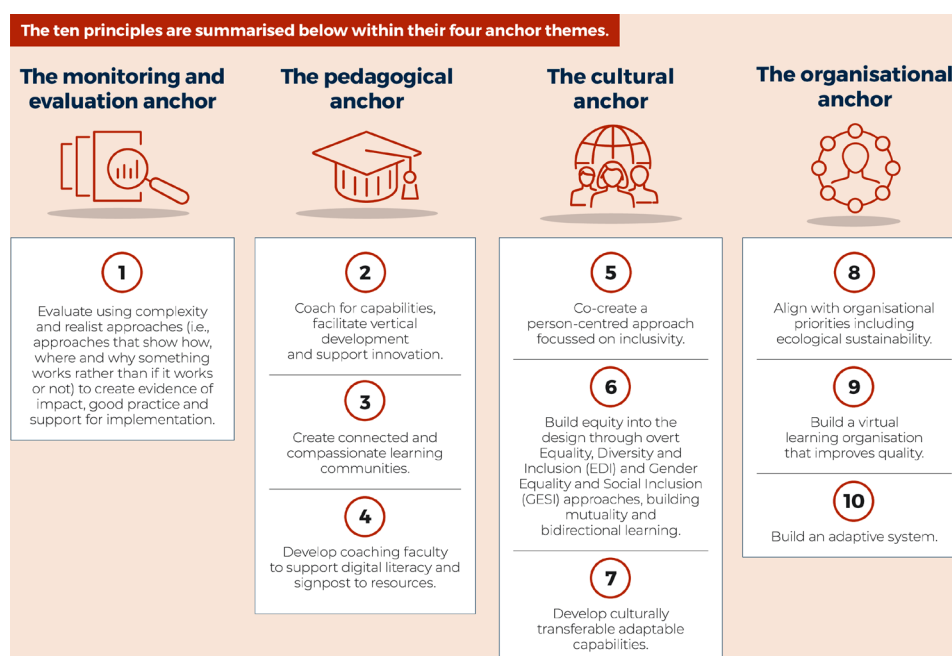 The ten principles are summarised below within their four anchor themes.
The monitoring and
evaluation anchor
1
Evaluate using complexity
and realist approaches (i.e.,
approaches that show how,
where and why something
works rather than if it works
or not) to create evidence of
impact, good practice and
support for implementation.
The pedagogical
anchor
2
Coach for capabilities,
facilitate vertical
development
and support innovation.
3
Create connected and
compassionate learning
communities.
4
Develop coaching faculty
to support digital literacy and
signpost to resources.
The cultural
anchor
5
Co-create a
person-centred approach
focussed on inclusivity.
6
Build equity into the
design through overt
Equality, Diversity and
Inclusion (EDI) and Gender
Equality and Social Inclusion
(GESI) approaches, building
mutuality and
bidirectional learning.
7
Develop culturally
transferable adaptable
capabilities.
The organisational
anchor
8
Align with organisational
priorities including
ecological sustainability.
9
Build a virtual
learning organisation
that improves quality.
10
Build an adaptive system.